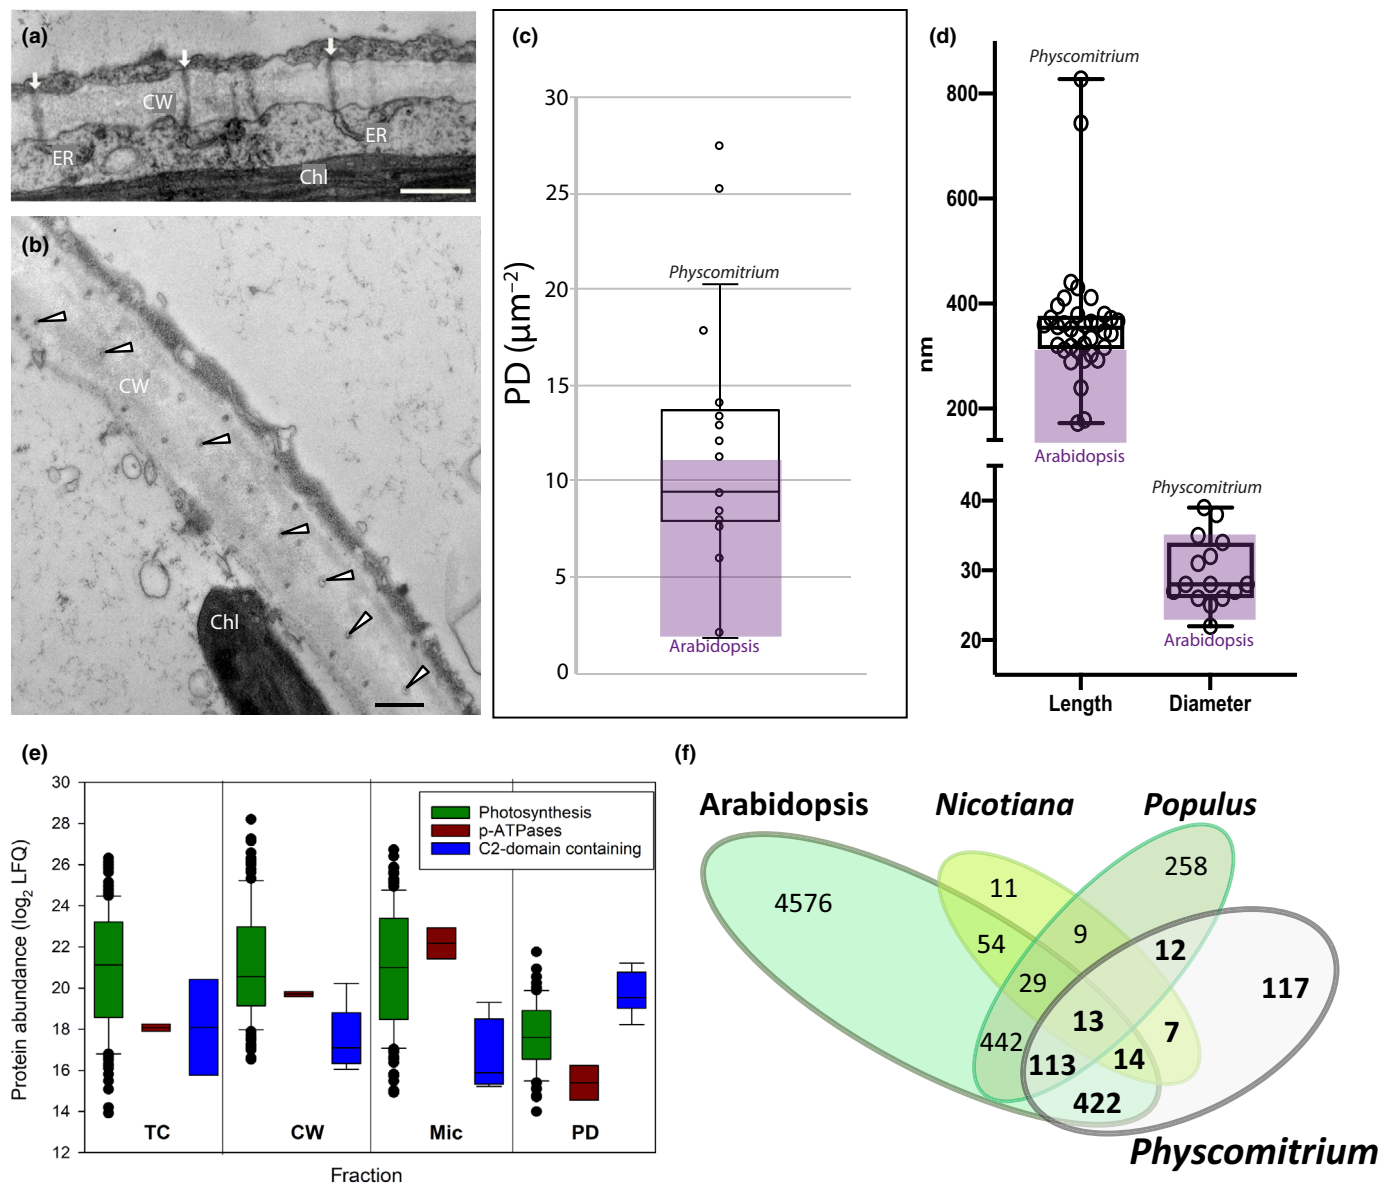 (a)
CW
ER
ER
Chl
(b)
CW
Chl
(c)
PD (μm⁻²)
30
25
20
15
10
5
0
Physcomitrium
Arabidopsis
(d)
nm
800
600
400
200
40
30
20
Physcomitrium
Arabidopsis
Physcomitrium
Arabidopsis
Length Diameter
(e)
Protein abundance (log₂ LFQ)
30
28
26
24
22
20
18
16
14
12
Photosynthesis
p-ATPases
C2-domain containing
TC CW Mic PD
Fraction
(f)
Arabidopsis Nicotiana Populus
258
11
4576
54 9
12
29
117
13
7
442
113 14
422
Physcomitrium